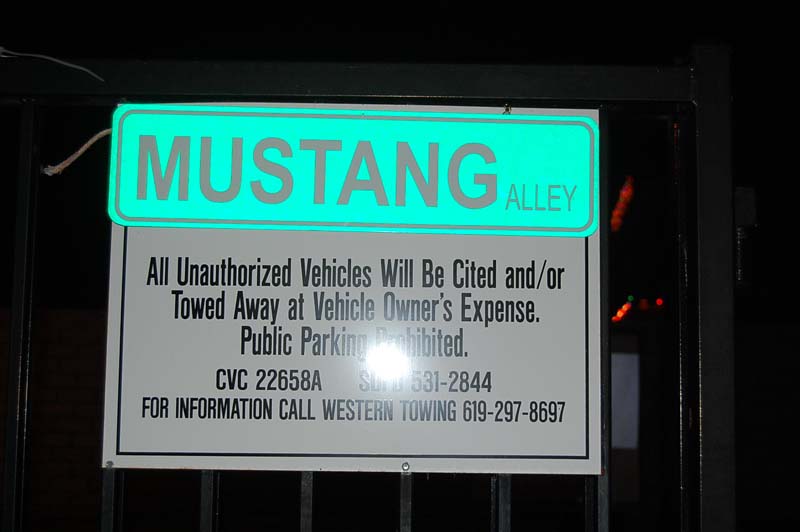 MUSTANG ALLEY
All Unauthorized Vehicles Will Be Cited and/or
Towed Away at Vehicle Owner's Expense.
Public Parking Prohibited.
CVC 22658A SDPD 531-2844
FOR INFORMATION CALL WESTERN TOWING 619-297-8697